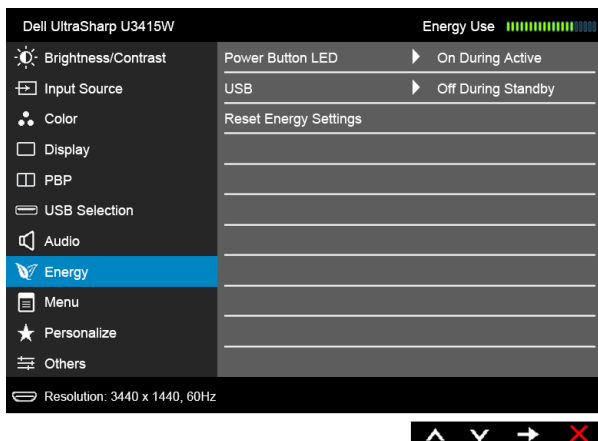 Dell UltraSharp U3415W Energy Use
Brightness/Contrast Power Button LED On During Active
Input Source USB Off During Standby
Color Reset Energy Settings
Display
PBP
USB Selection
Audio
Energy
Menu
Personalize
Others
Resolution: 3440 x 1440, 60Hz